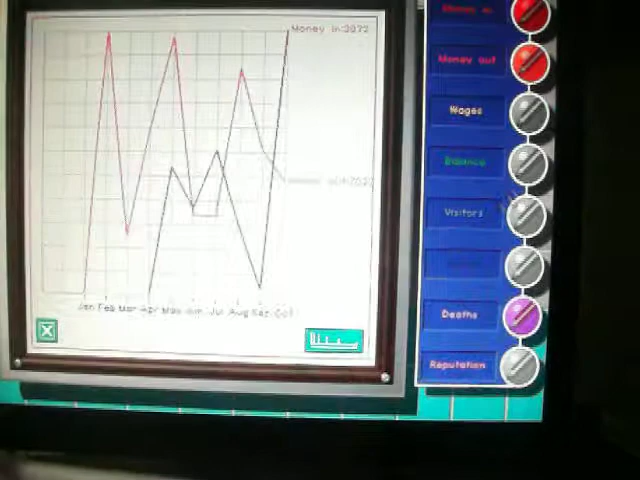 Money in:3072
Money out
Wages
Balance
Visitors
Deaths
Reputation
Jan Feb Mar Apr May Jun Jul Aug Sep Oct